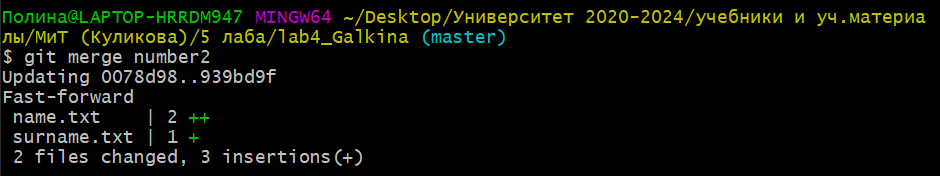 Полина@LAPTOP-HRRDM947 MINGW64 ~/Desktop/Университет 2020-2024/учебники и уч.материа
лы/МиТ (Куликова)/5 лаба/lab4_Galkina (master)
$ git merge number2
Updating 0078d98..939bd9f
Fast-forward
 name.txt    | 2 ++
 surname.txt | 1 +
 2 files changed, 3 insertions(+)